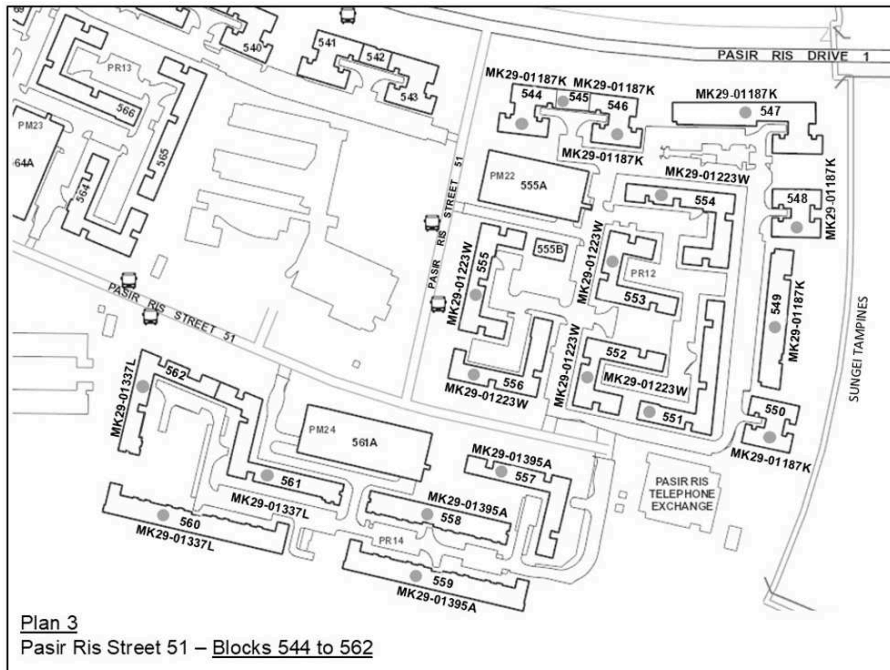 540
541
542
543
PASIR RIS DRIVE 1
PR13
566
565
PM23
64A
564
MK29-01187K
MK29-01187K
544
545
546
MK29-01187K
MK29-01187K
547
PASIR RIS STREET 51
PM22
555A
MK29-01223W
554
548
MK29-01187K
555
MK29-01223W
555B
MK29-01223W
PR12
553
549
MK29-01187K
SUNGEI TAMPINES
PASIR RIS STREET 51
552
MK29-01223W
MK29-01223W
556
MK29-01223W
551
550
MK29-01187K
562
MK29-01337L
PM24
561A
MK29-01395A
557
561
MK29-01337L
MK29-01395A
558
PASIR RIS
TELEPHONE
EXCHANGE
560
MK29-01337L
PR14
559
MK29-01395A
Plan 3
Pasir Ris Street 51 – Blocks 544 to 562